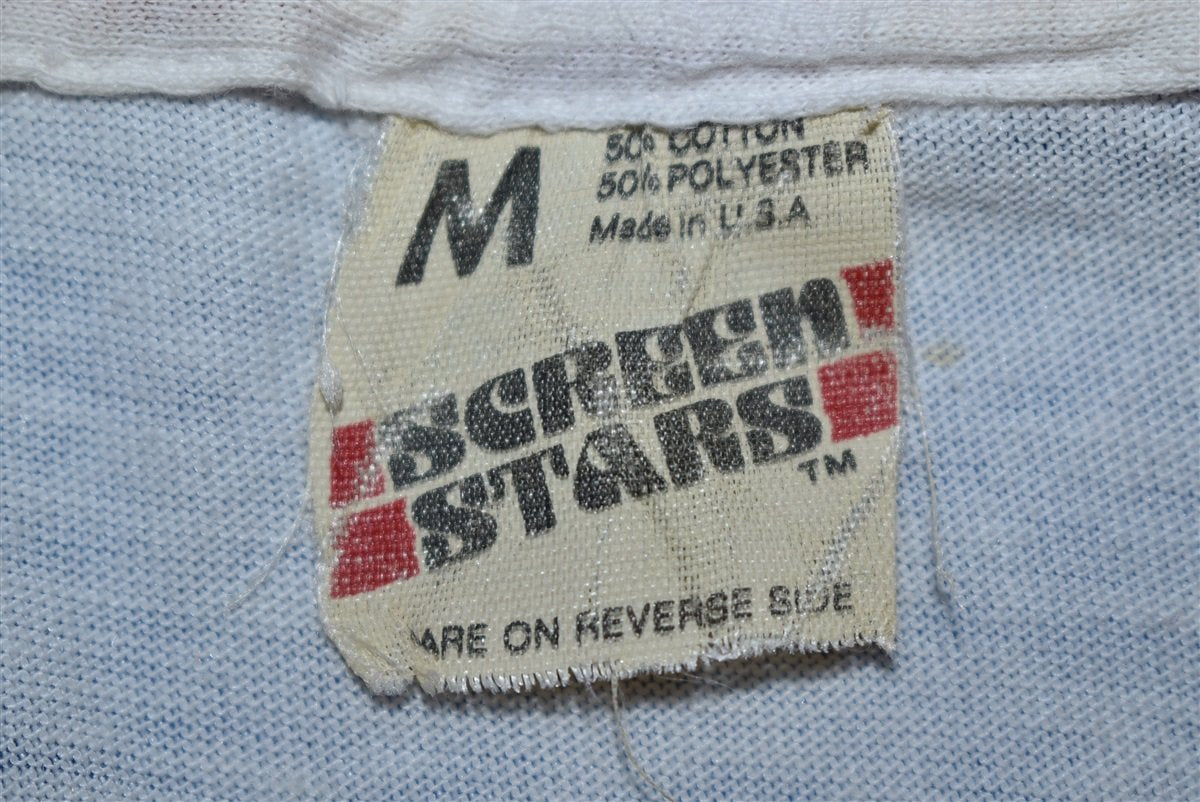 M
50% COTTON
50% POLYESTER
Made in U.S.A
SCREEN
STARS
TM
ARE ON REVERSE SIDE